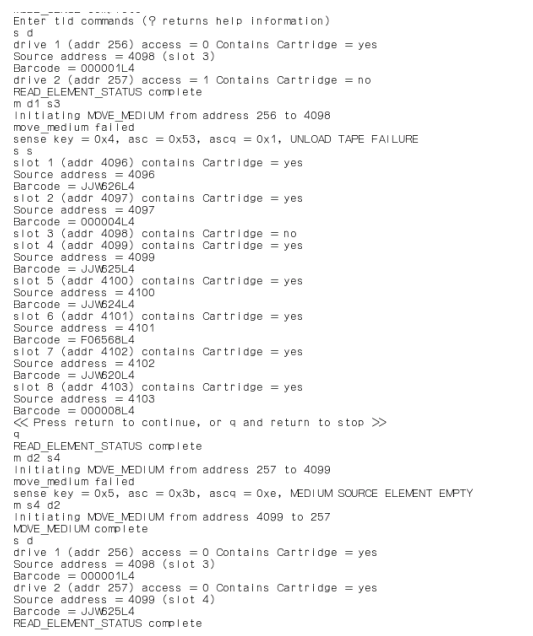 Enter tld commands (? returns help information)
s d
drive 1 (addr 256) access = 0 Contains Cartridge = yes
Source address = 4098 (slot 3)
Barcode = 000001L4
drive 2 (addr 257) access = 1 Contains Cartridge = no
READ_ELEMENT_STATUS complete
m d1 s3
Initiating MOVE_MEDIUM from address 256 to 4098
move_medium failed
sense key = 0x4, asc = 0x53, ascq = 0x1, UNLOAD TAPE FAILURE
s s
slot 1 (addr 4096) contains Cartridge = yes
Source address = 4096
Barcode = JJW626L4
slot 2 (addr 4097) contains Cartridge = yes
Source address = 4097
Barcode = 000004L4
slot 3 (addr 4098) contains Cartridge = no
slot 4 (addr 4099) contains Cartridge = yes
Source address = 4099
Barcode = JJW625L4
slot 5 (addr 4100) contains Cartridge = yes
Source address = 4100
Barcode = JJW624L4
slot 6 (addr 4101) contains Cartridge = yes
Source address = 4101
Barcode = F06568L4
slot 7 (addr 4102) contains Cartridge = yes
Source address = 4102
Barcode = JJW620L4
slot 8 (addr 4103) contains Cartridge = yes
Source address = 4103
Barcode = 000008L4
<< Press return to continue, or q and return to stop >>
q
READ_ELEMENT_STATUS complete
m d2 s4
Initiating MOVE_MEDIUM from address 257 to 4099
move_medium failed
sense key = 0x5, asc = 0x3b, ascq = 0xe, MEDIUM SOURCE ELEMENT EMPTY
m s4 d2
Initiating MOVE_MEDIUM from address 4099 to 257
MOVE_MEDIUM complete
s d
drive 1 (addr 256) access = 0 Contains Cartridge = yes
Source address = 4098 (slot 3)
Barcode = 000001L4
drive 2 (addr 257) access = 0 Contains Cartridge = yes
Source address = 4099 (slot 4)
Barcode = JJW625L4
READ_ELEMENT_STATUS complete